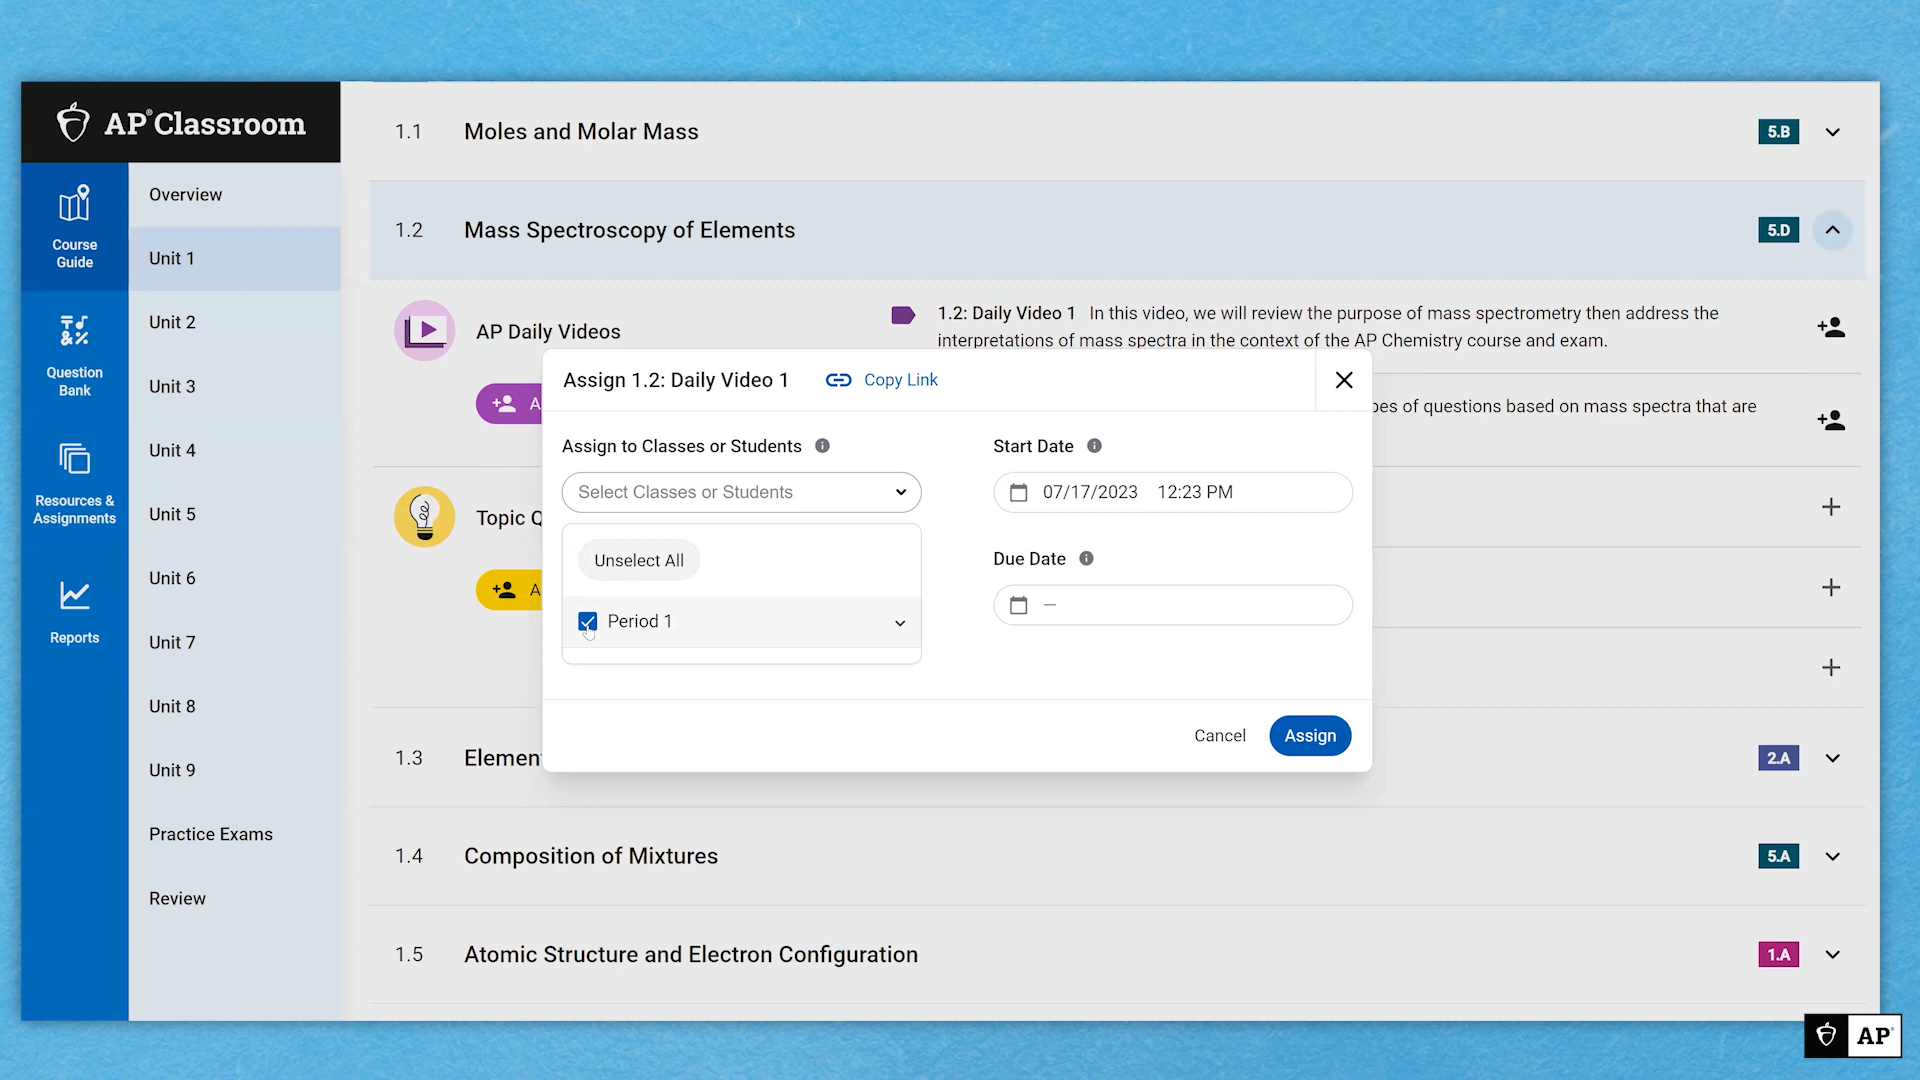 AP® Classroom
Course
Guide
Question
Bank
Resources &
Assignments
Reports
Overview
Unit 1
Unit 2
Unit 3
Unit 4
Unit 5
Unit 6
Unit 7
Unit 8
Unit 9
Practice Exams
Review
1.1 Moles and Molar Mass 5.B
1.2 Mass Spectroscopy of Elements 5.D
AP Daily Videos
1.2: Daily Video 1 In this video, we will review the purpose of mass spectrometry then address the
interpretations of mass spectra in the context of the AP Chemistry course and exam.
of questions based on mass spectra that are
A
Topic
A
Assign 1.2: Daily Video 1 Copy Link
Assign to Classes or Students
Select Classes or Students
Unselect All
Period 1
Start Date
07/17/2023 12:23 PM
Due Date
—
Cancel Assign
1.3 Elemen 2.A
1.4 Composition of Mixtures 5.A
1.5 Atomic Structure and Electron Configuration 1.A
AP®